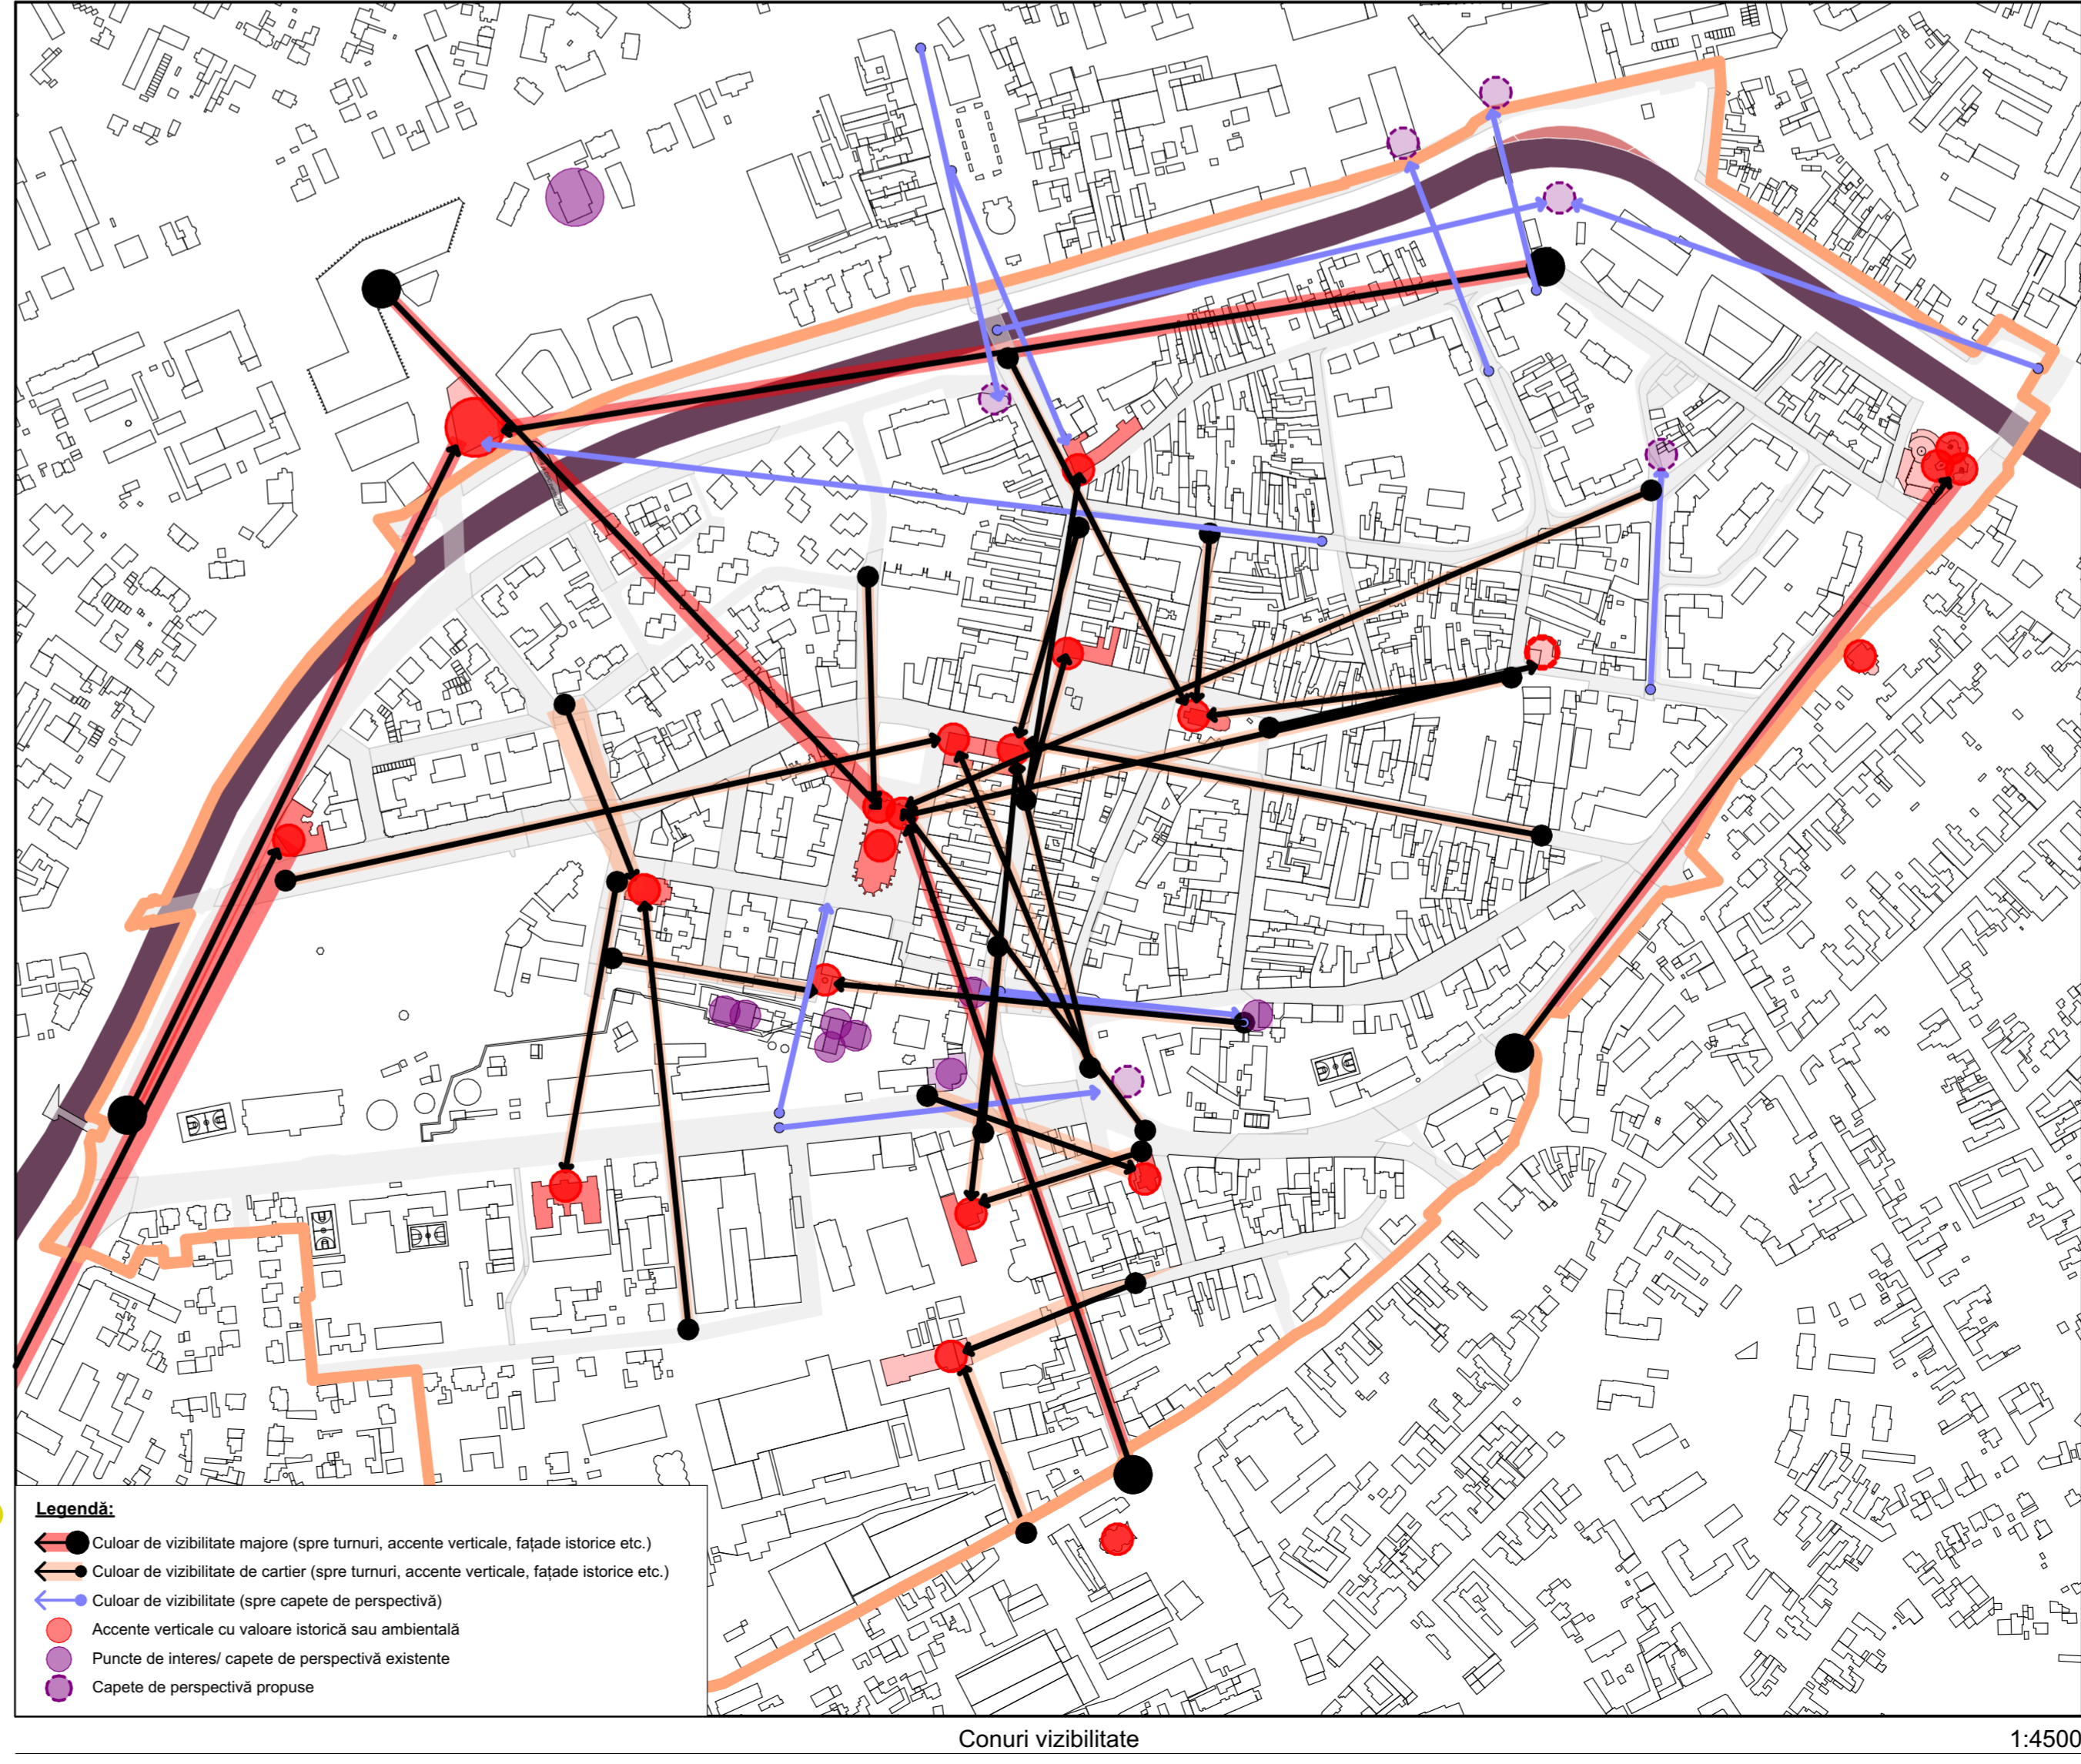 Legendă:
Culoar de vizibilitate majore (spre turnuri, accente verticale, fațade istorice etc.)
Culoar de vizibilitate de cartier (spre turnuri, accente verticale, fațade istorice etc.)
Culoar de vizibilitate (spre capete de perspectivă)
Accente verticale cu valoare istorică sau ambientală
Puncte de interes/ capete de perspectivă existente
Capete de perspectivă propuse
Conuri vizibilitate
1:4500